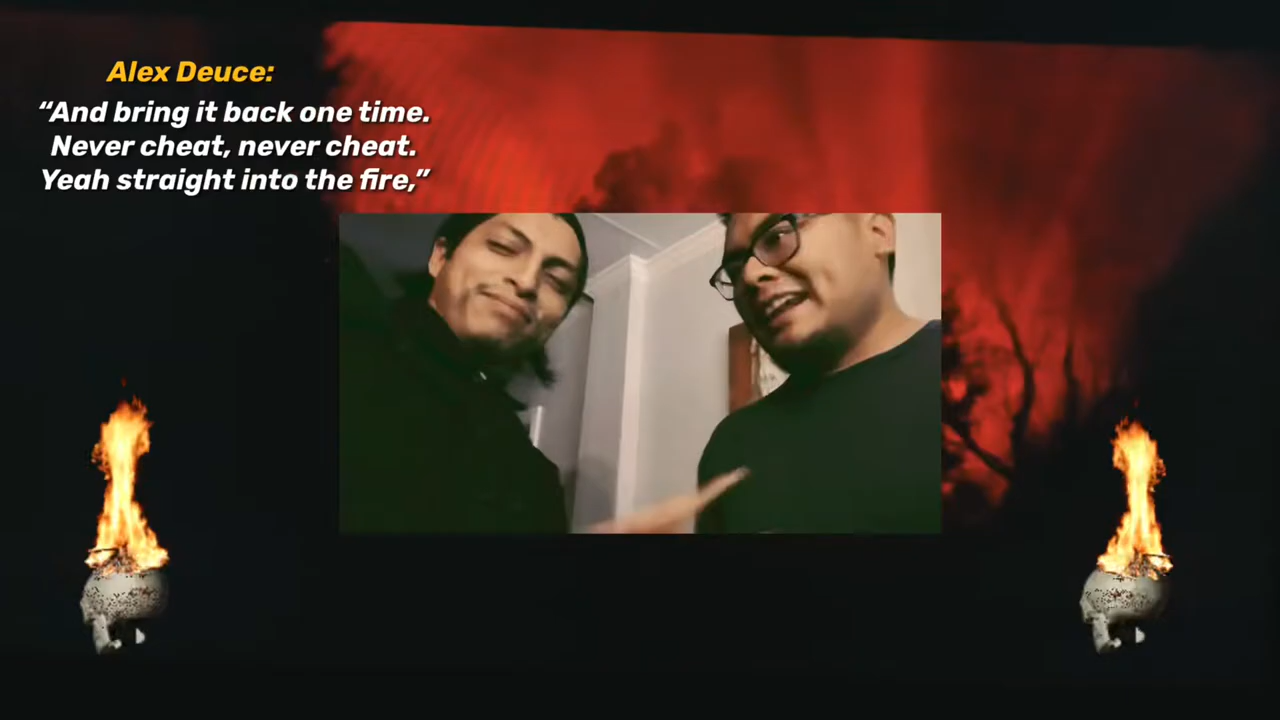 Alex Deuce:
“And bring it back one time.
Never cheat, never cheat.
Yeah straight into the fire,”